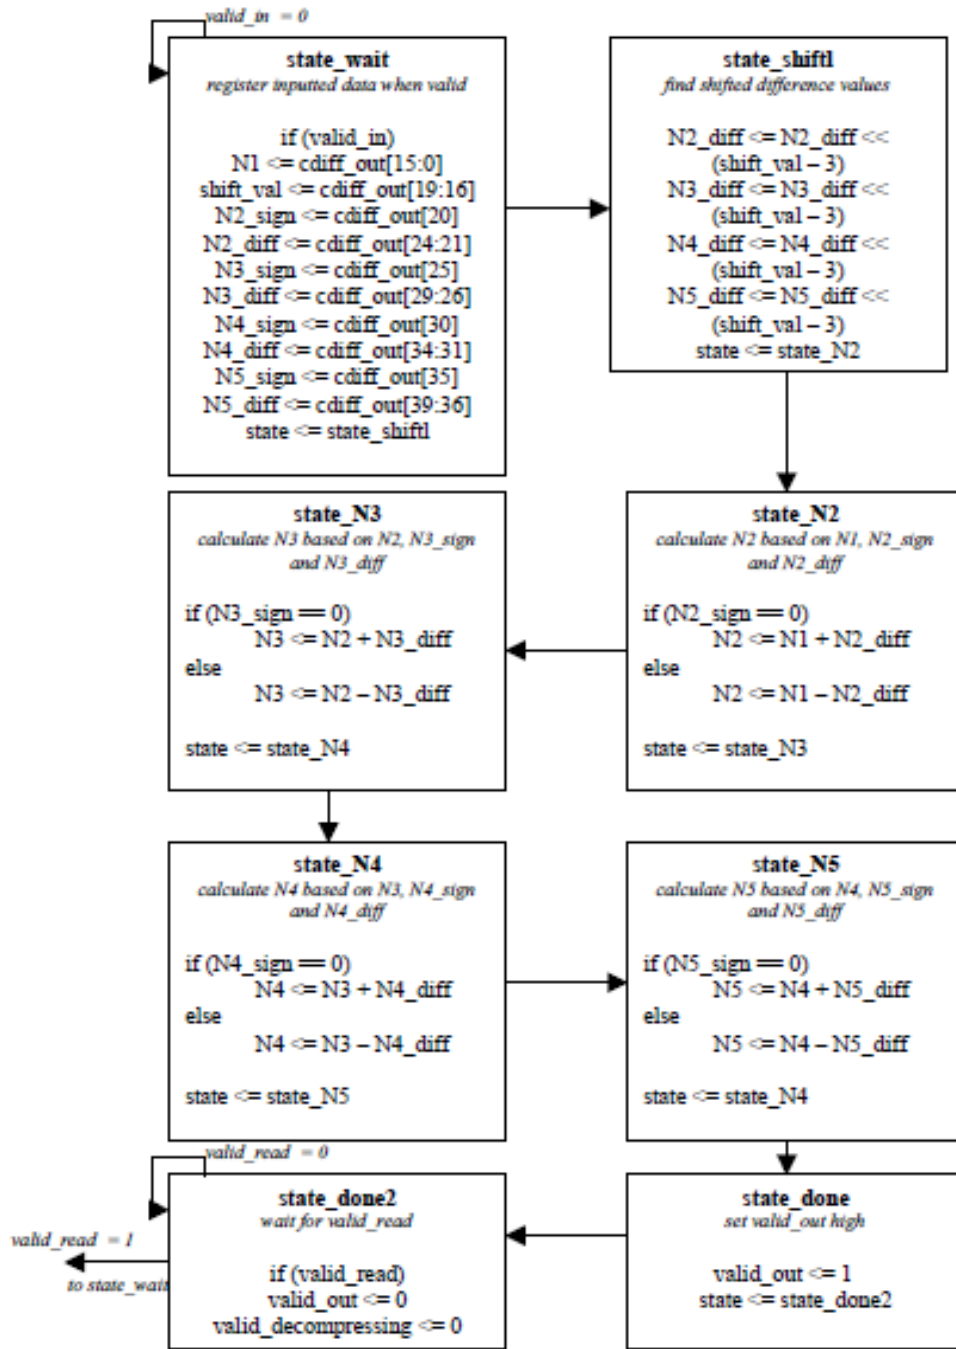 valid_in = 0
state_wait
register inputted data when valid
if (valid_in)
N1 <= cdiff_out[15:0]
shift_val <= cdiff_out[19:16]
N2_sign <= cdiff_out[20]
N2_diff <= cdiff_out[24:21]
N3_sign <= cdiff_out[25]
N3_diff <= cdiff_out[29:26]
N4_sign <= cdiff_out[30]
N4_diff <= cdiff_out[34:31]
N5_sign <= cdiff_out[35]
N5_diff <= cdiff_out[39:36]
state <= state_shiftl
state_shiftl
find shifted difference values
N2_diff <= N2_diff <<
(shift_val – 3)
N3_diff <= N3_diff <<
(shift_val – 3)
N4_diff <= N4_diff <<
(shift_val – 3)
N5_diff <= N5_diff <<
(shift_val – 3)
state <= state_N2
state_N2
calculate N2 based on N1, N2_sign
and N2_diff
if (N2_sign == 0)
N2 <= N1 + N2_diff
else
N2 <= N1 – N2_diff
state <= state_N3
state_N3
calculate N3 based on N2, N3_sign
and N3_diff
if (N3_sign == 0)
N3 <= N2 + N3_diff
else
N3 <= N2 – N3_diff
state <= state_N4
state_N4
calculate N4 based on N3, N4_sign
and N4_diff
if (N4_sign == 0)
N4 <= N3 + N4_diff
else
N4 <= N3 – N4_diff
state <= state_N5
state_N5
calculate N5 based on N4, N5_sign
and N5_diff
if (N5_sign == 0)
N5 <= N4 + N5_diff
else
N5 <= N4 – N5_diff
state <= state_N4
state_done
set valid_out high
valid_out <= 1
state <= state_done2
valid_read = 0
state_done2
wait for valid_read
if (valid_read)
valid_out <= 0
valid_decompressing <= 0
valid_read = 1
to state_wait